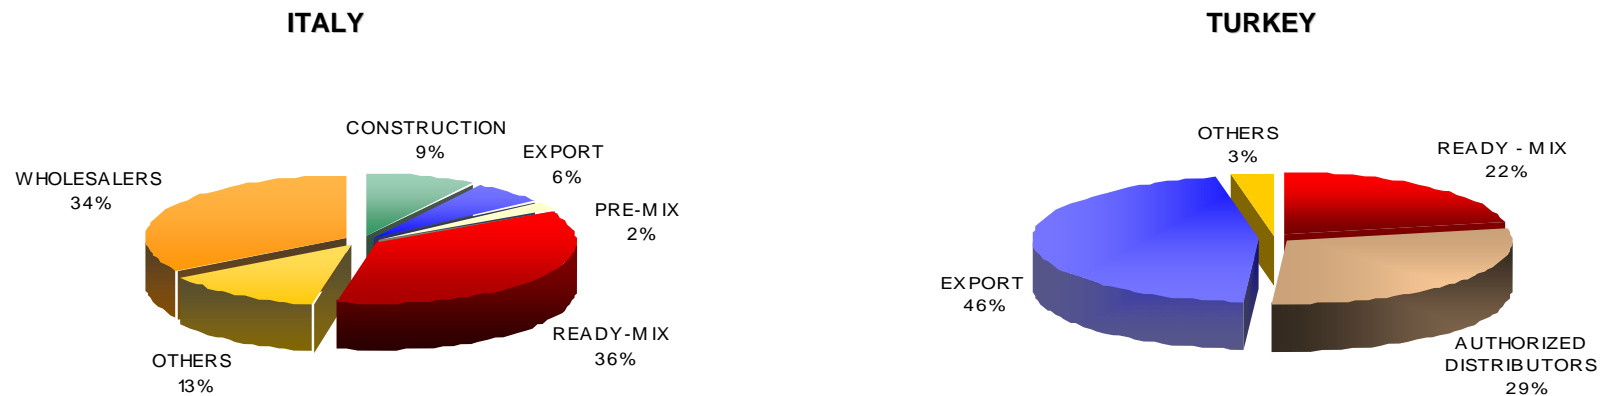 ITALY
CONSTRUCTION
9%
EXPORT
6%
WHOLESALERS
34%
PRE-MIX
2%
READY-MIX
36%
OTHERS
13%
TURKEY
OTHERS
3%
READY - MIX
22%
EXPORT
46%
AUTHORIZED
DISTRIBUTORS
29%